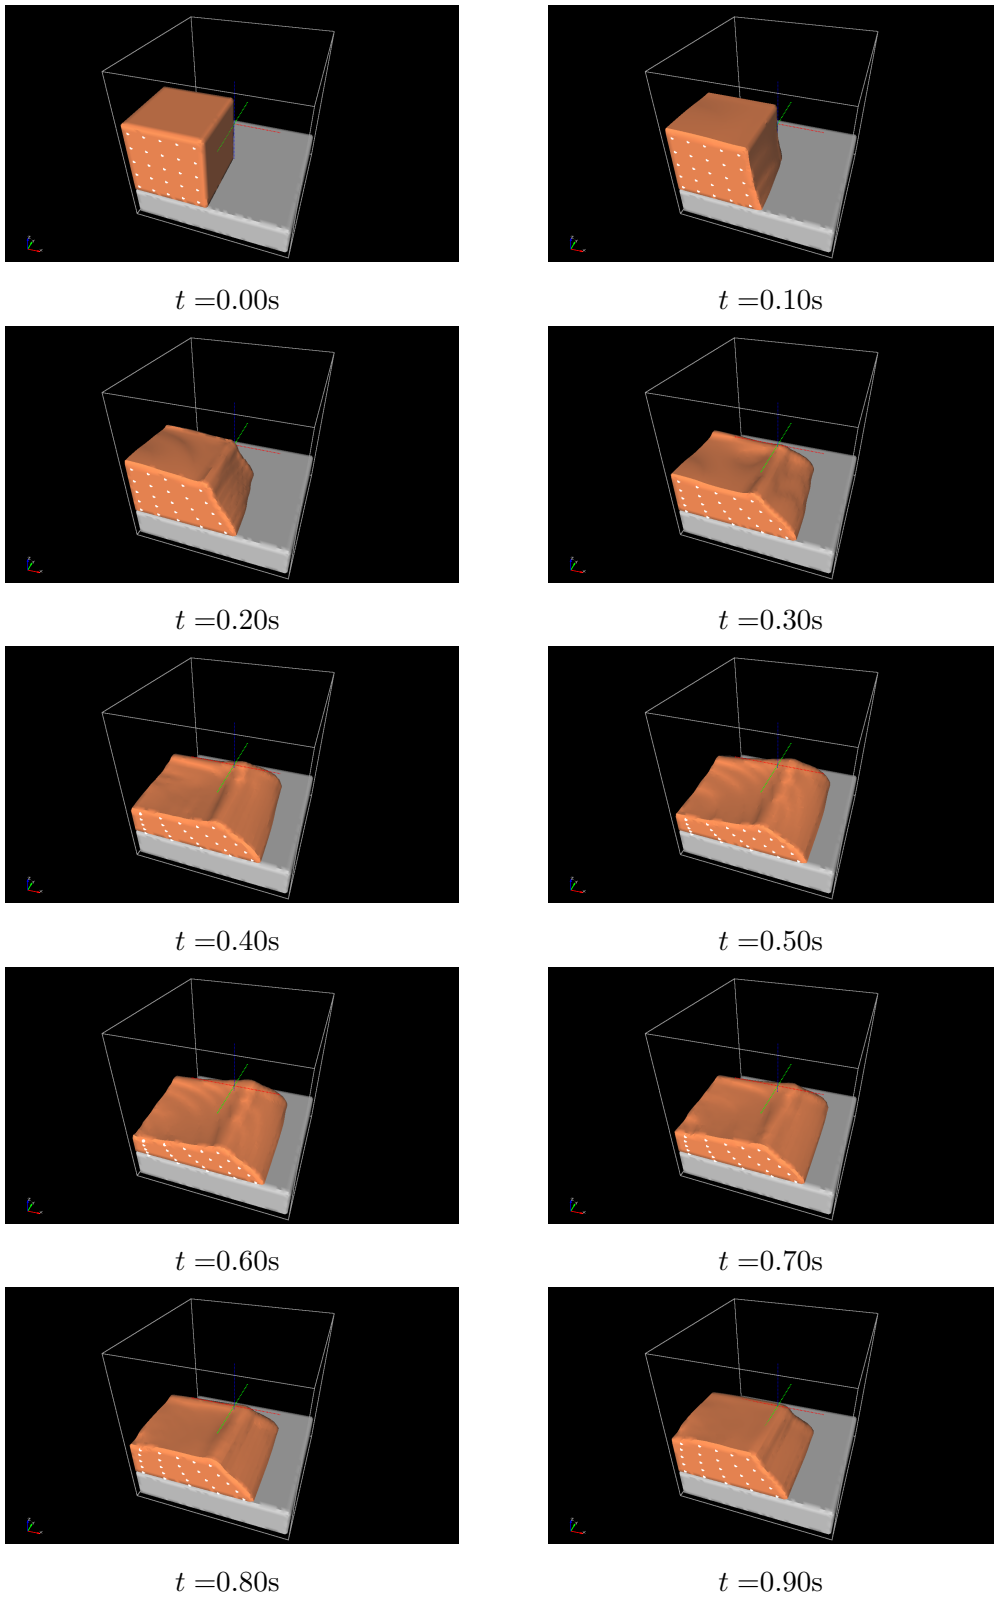 t =0.00s
t =0.10s
t =0.20s
t =0.30s
t =0.40s
t =0.50s
t =0.60s
t =0.70s
t =0.80s
t =0.90s